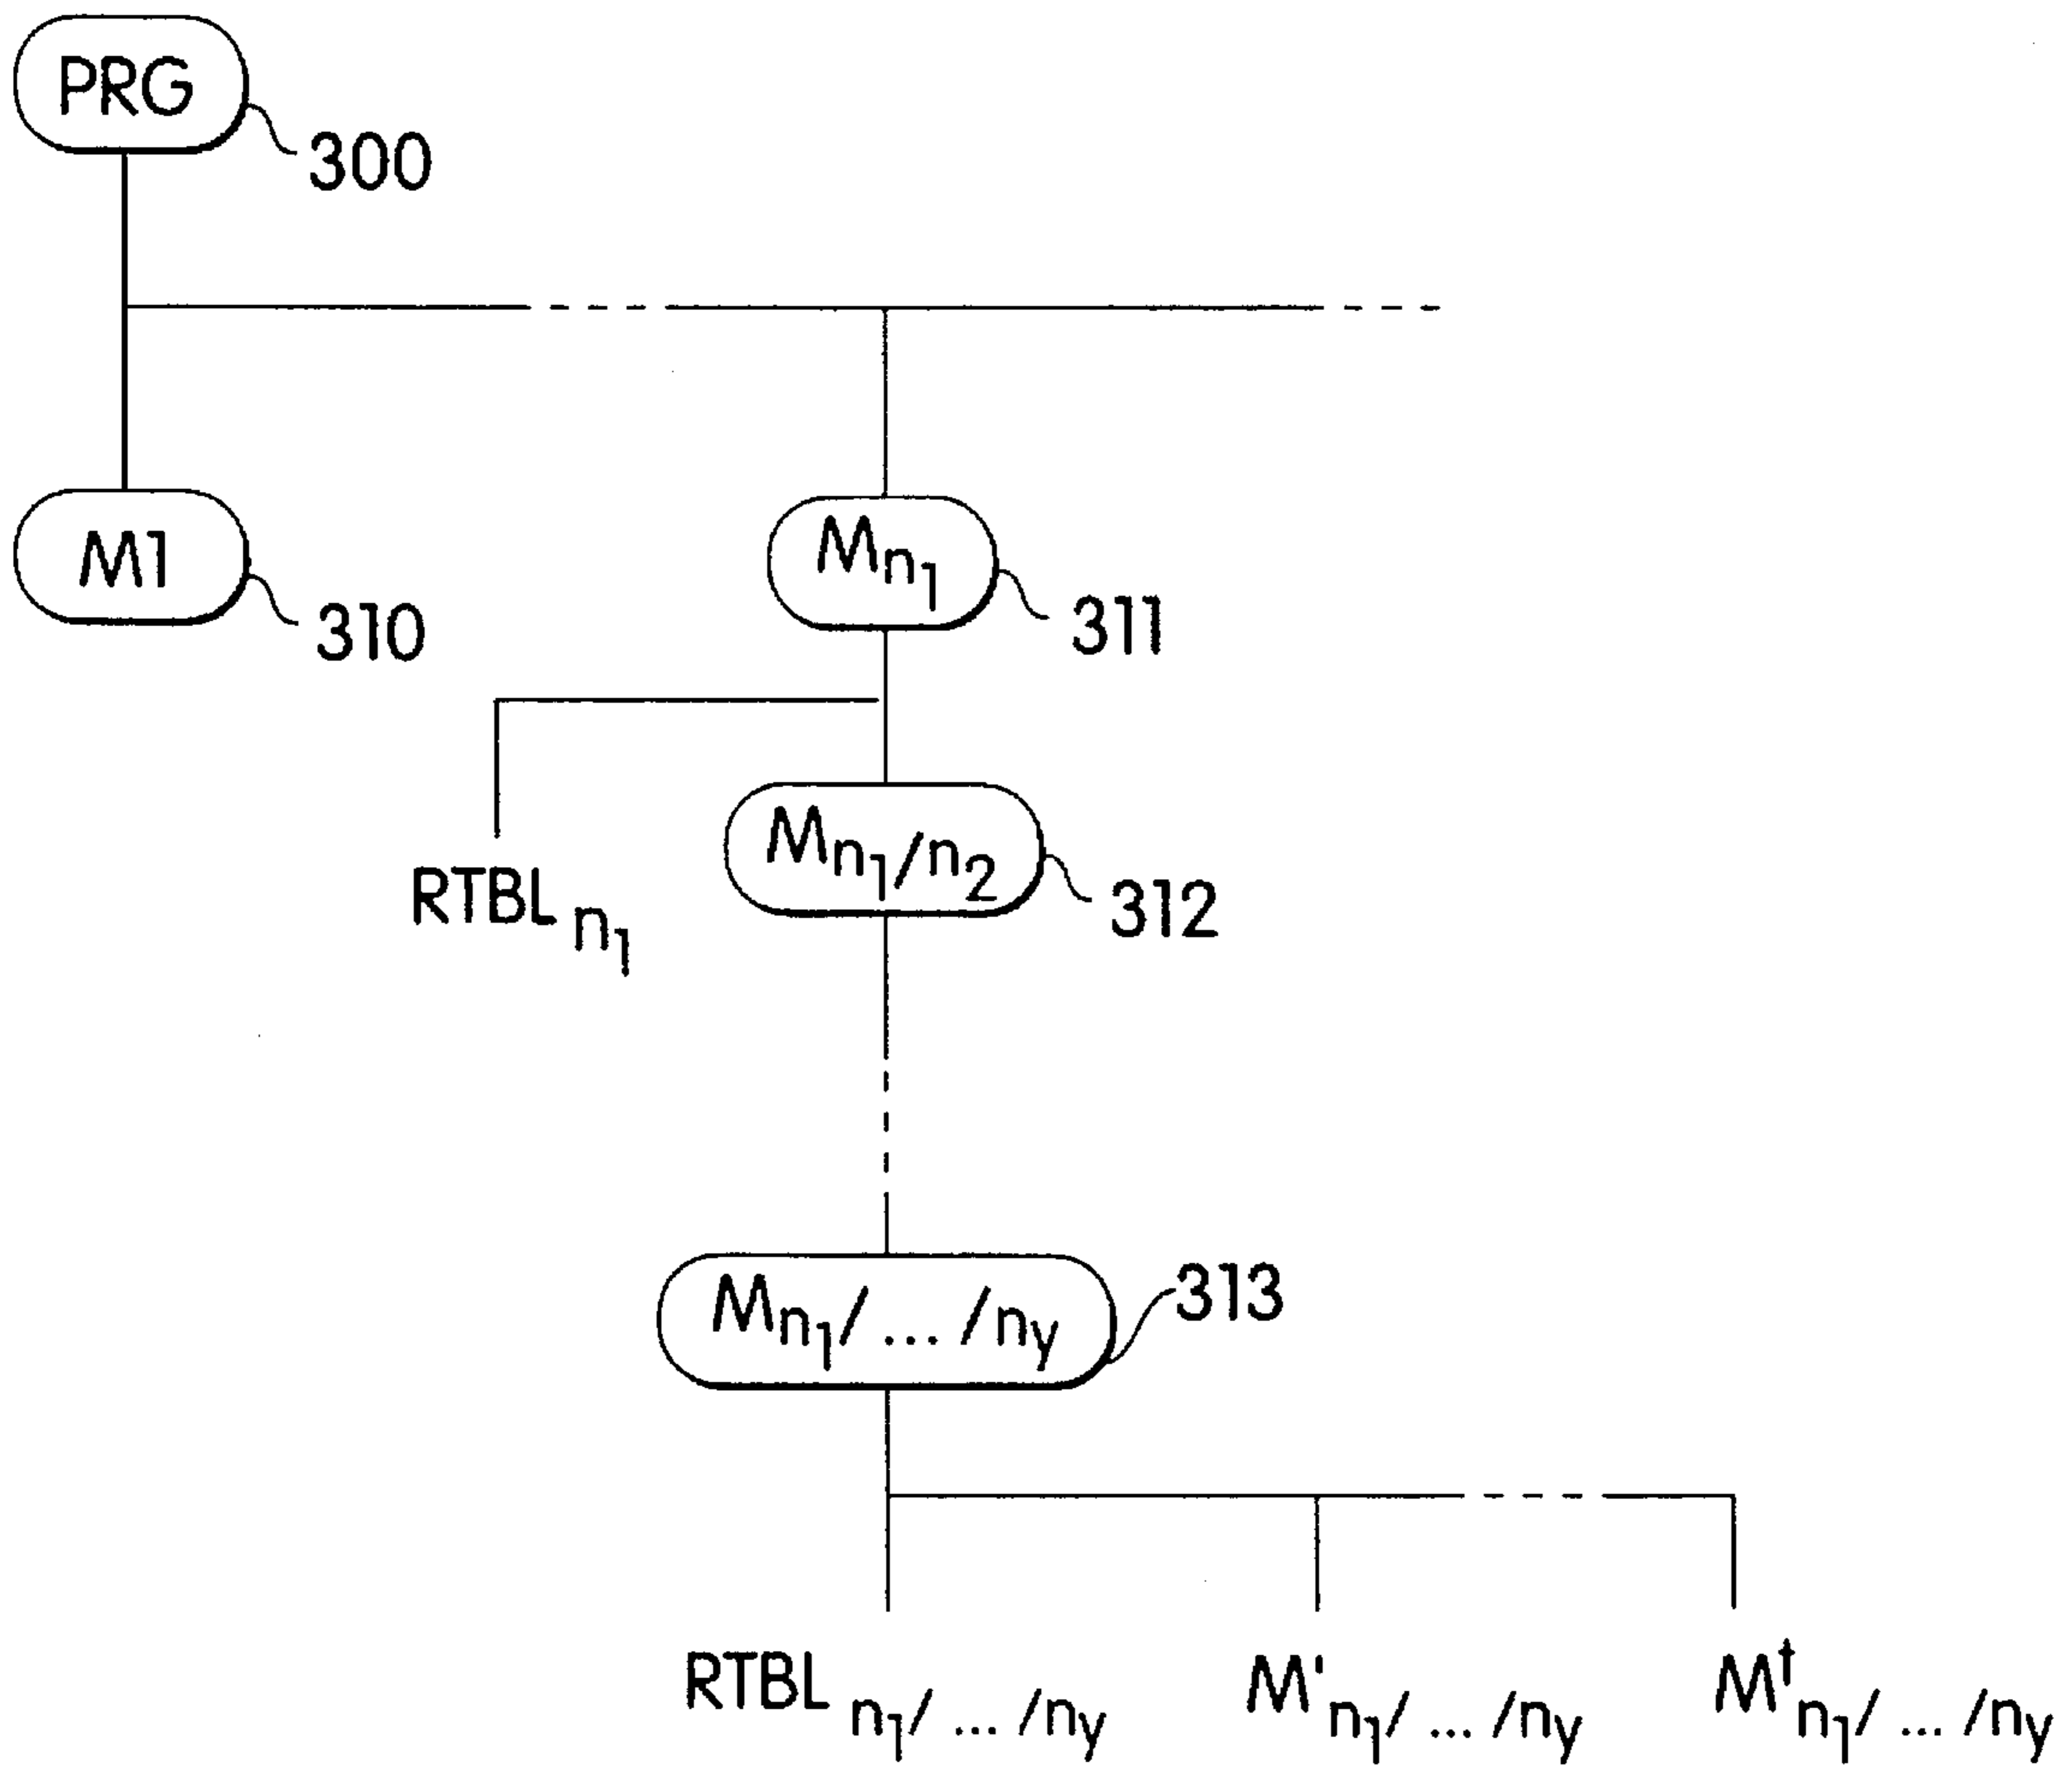 PRG
300
M1
310
Mn1
311
Mn1/n2
312
RTBL n1
Mn1/ ... /ny
313
RTBL n1/ ... /ny
M' n1/ ... /ny
M† n1/ ... /ny